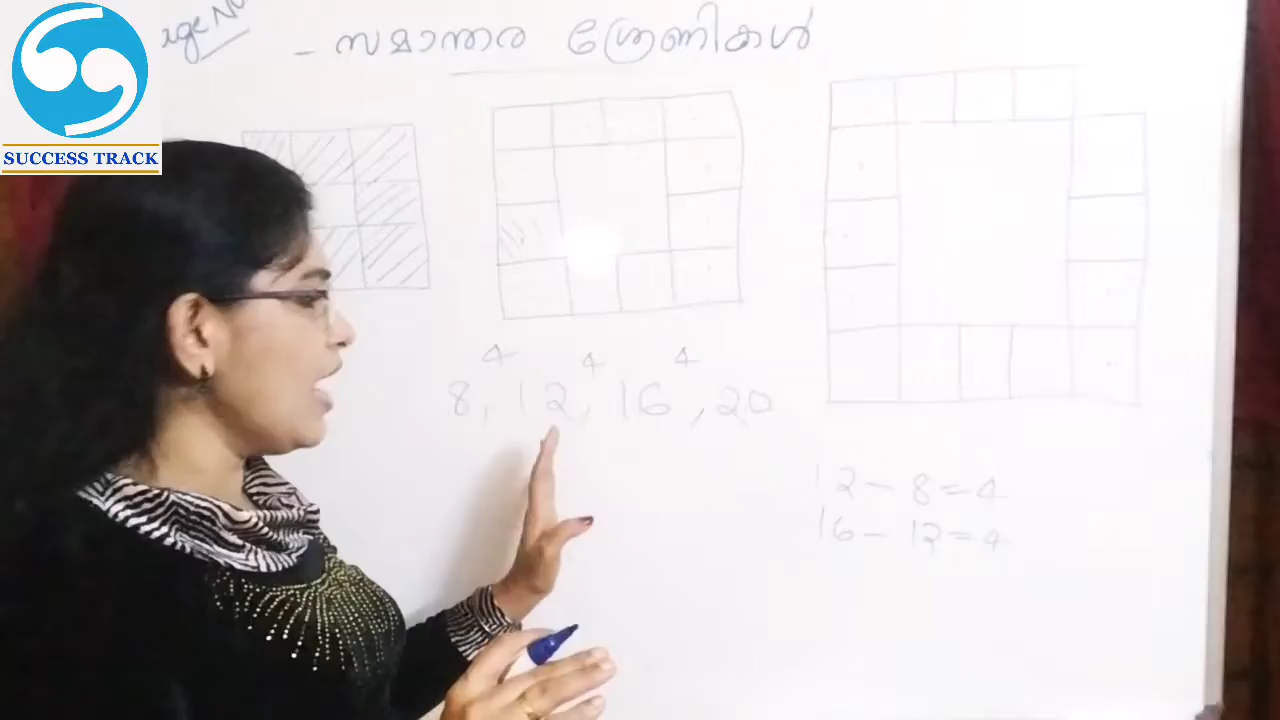 SUCCESS TRACK
- സമാന്തര ശ്രേണികൾ
4 4 4
8, 12, 16, 20
12 - 8 = 4
16 - 12 = 4